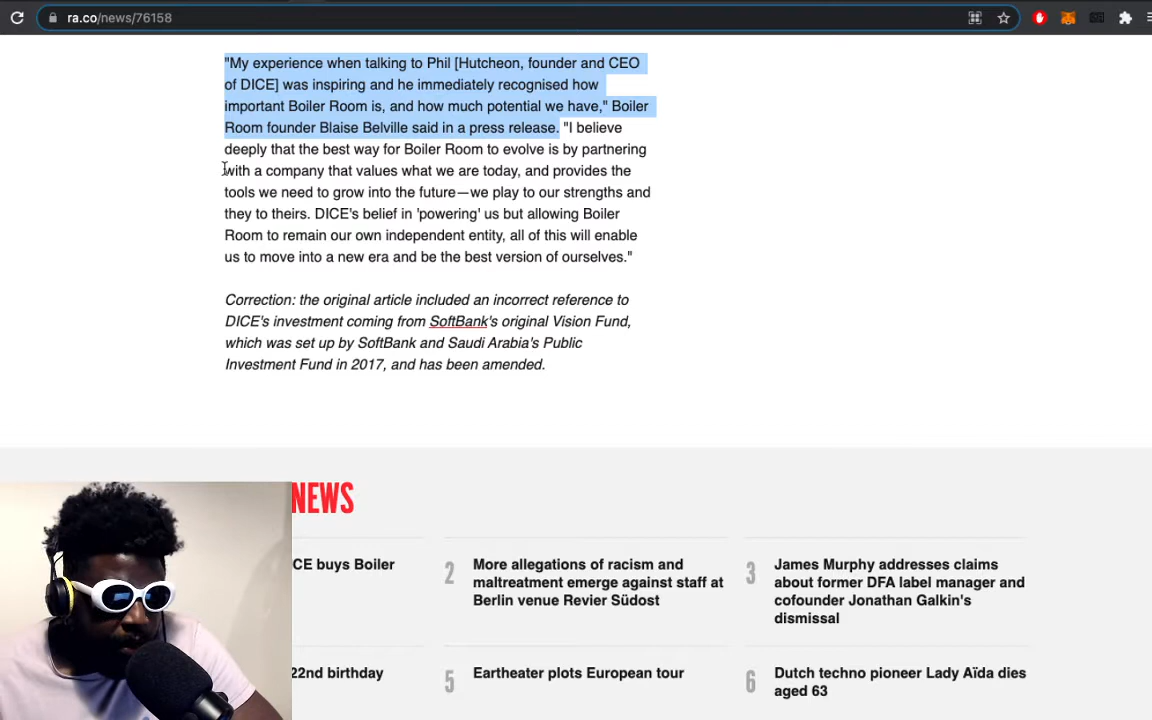 ra.co/news/76158
"My experience when talking to Phil [Hutcheon, founder and CEO
of DICE] was inspiring and he immediately recognised how
important Boiler Room is, and how much potential we have," Boiler
Room founder Blaise Belville said in a press release. "I believe
deeply that the best way for Boiler Room to evolve is by partnering
with a company that values what we are today, and provides the
tools we need to grow into the future—we play to our strengths and
they to theirs. DICE's belief in 'powering' us but allowing Boiler
Room to remain our own independent entity, all of this will enable
us to move into a new era and be the best version of ourselves."
Correction: the original article included an incorrect reference to
DICE's investment coming from SoftBank's original Vision Fund,
which was set up by SoftBank and Saudi Arabia's Public
Investment Fund in 2017, and has been amended.
NEWS
CE buys Boiler
2 More allegations of racism and
maltreatment emerge against staff at
Berlin venue Revier Südost
3 James Murphy addresses claims
about former DFA label manager and
cofounder Jonathan Galkin's
dismissal
22nd birthday
5 Eartheater plots European tour
6 Dutch techno pioneer Lady Aïda dies
aged 63